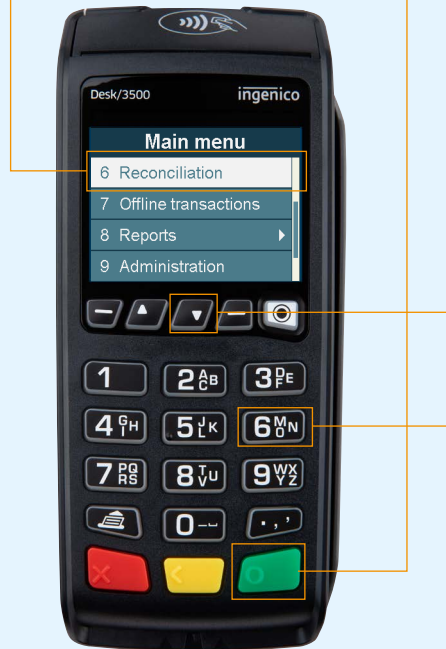 Desk/3500 ingenico
Main menu
6 Reconciliation
7 Offline transactions
8 Reports
9 Administration
1 2 ABC 3 DEF
4 GHI 5 JKL 6 MNO
7 PQRS 8 TUV 9 WXYZ
0 . , '